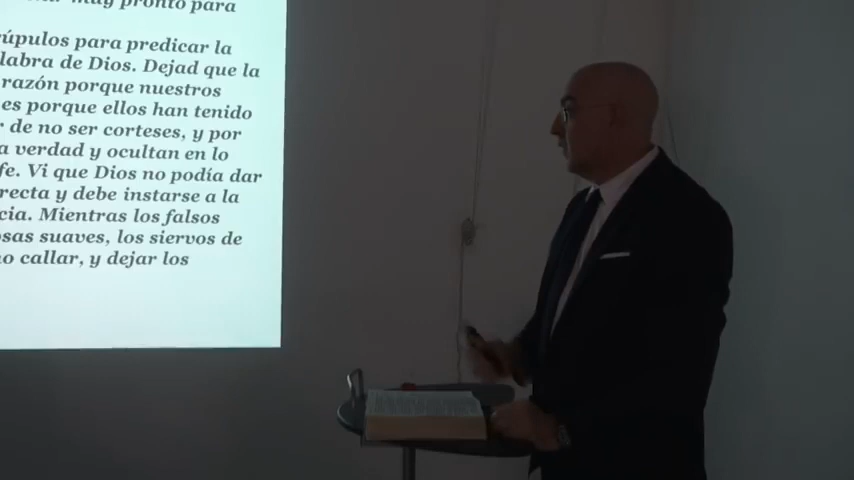 muy pronto para
úpulos para predicar la
labra de Dios. Dejad que la
razón porque nuestros
es porque ellos han tenido
r de no ser corteses, y por
a verdad y ocultan en lo
fe. Vi que Dios no podía dar
recta y debe instarse a la
cia. Mientras los falsos
osas suaves, los siervos de
no callar, y dejar los